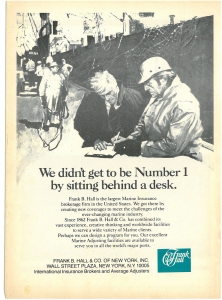 We didn't get to be Number 1
by sitting behind a desk.
Frank B. Hall is the largest Marine Insurance
brokerage firm in the United States. We got there by
creating new coverages to meet the challenges of the
ever-changing marine industry.
Since 1862 Frank B. Hall & Co. has combined its
vast experience, creative thinking and worldwide facilities
to serve a wide variety of Marine clients.
Perhaps we can design a program for you. Our excellent
Marine Adjusting facilities are available to
serve you in all major world markets.
FRANK B. HALL & CO. OF NEW YORK, INC.
WALL STREET PLAZA, NEW YORK, N.Y. 10005
International Insurance Brokers and Average Adjusters